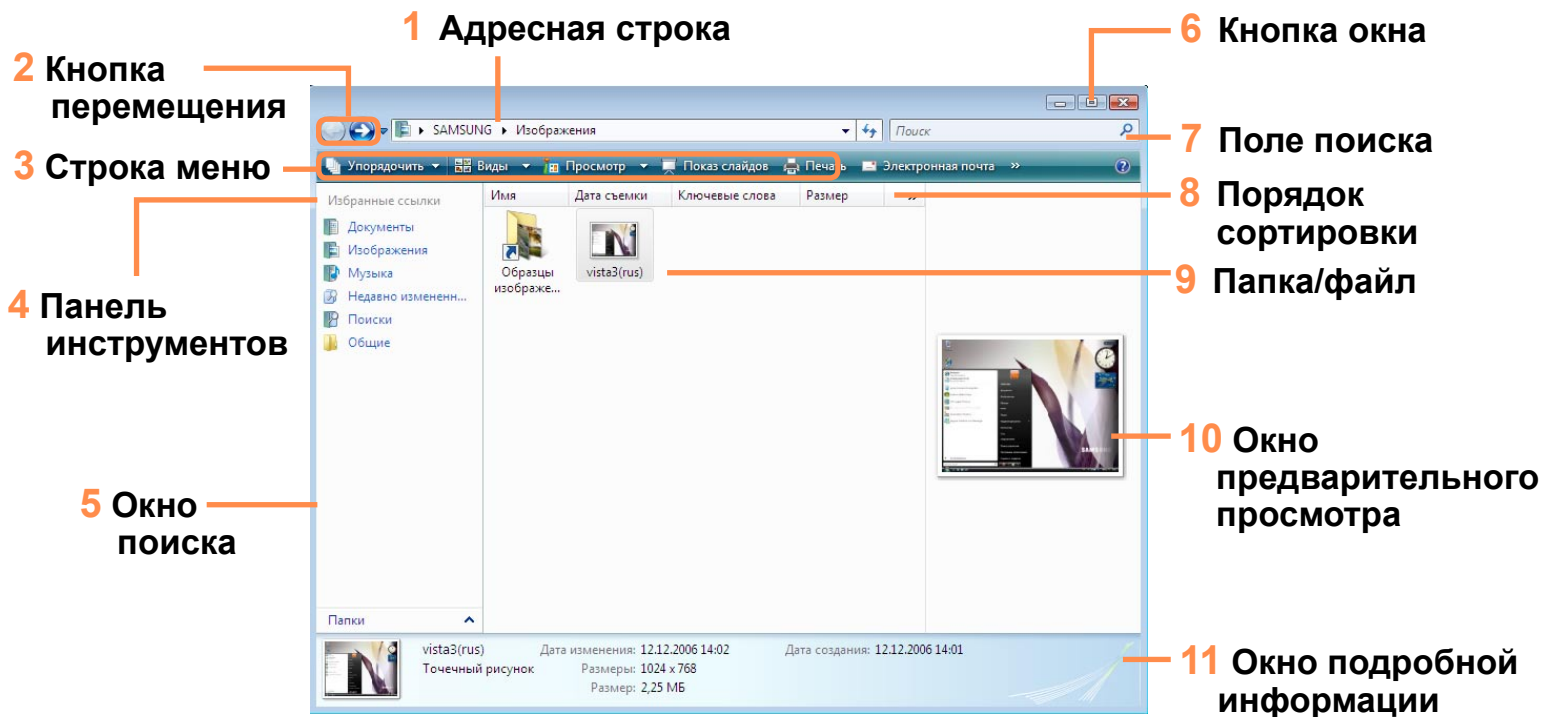 1 Адресная строка
6 Кнопка окна
2 Кнопка
перемещения
SAMSUNG Изображения
Поиск
7 Поле поиска
3 Строка меню
Упорядочить Виды Просмотр Показ слайдов Печать Электронная почта »
Избранные ссылки
Имя Дата съемки Ключевые слова Размер »
8 Порядок
сортировки
Документы
Изображения
Музыка
Недавно измененн...
Поиски
Общие
Образцы
изображе...
vista3(rus)
9 Папка/файл
4 Панель
инструментов
10 Окно
предварительного
просмотра
5 Окно
поиска
Папки
vista3(rus) Дата изменения: 12.12.2006 14:02 Дата создания: 12.12.2006 14:01
Точечный рисунок Размеры: 1024 x 768
Размер: 2,25 МБ
11 Окно подробной
информации